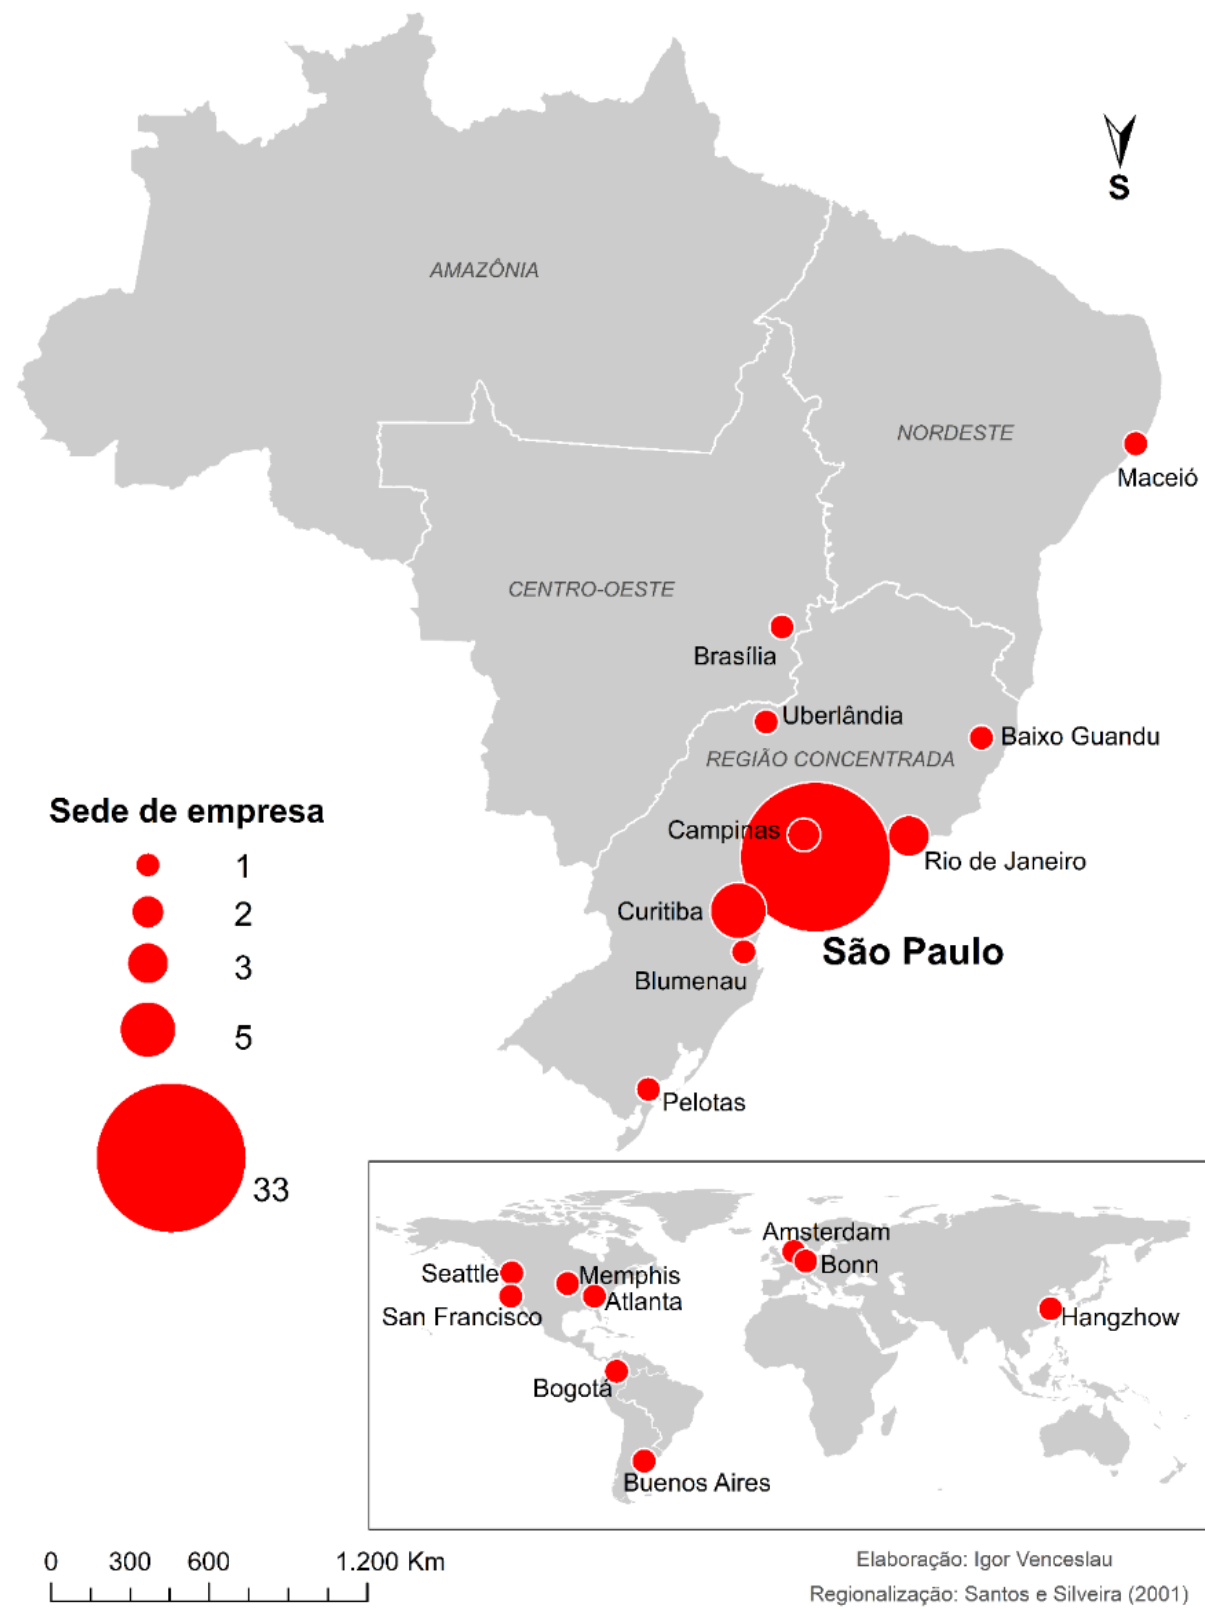 S
AMAZÔNIA
NORDESTE
Maceió
CENTRO-OESTE
Brasília
Uberlândia
Baixo Guandu
REGIÃO CONCENTRADA
Campinas
Rio de Janeiro
Curitiba
São Paulo
Blumenau
Pelotas
Sede de empresa
1
2
3
5
33
Amsterdam
Bonn
Seattle
Memphis
Atlanta
San Francisco
Hangzhow
Bogotá
Buenos Aires
0 300 600 1.200 Km
Elaboração: Igor Venceslau
Regionalização: Santos e Silveira (2001)